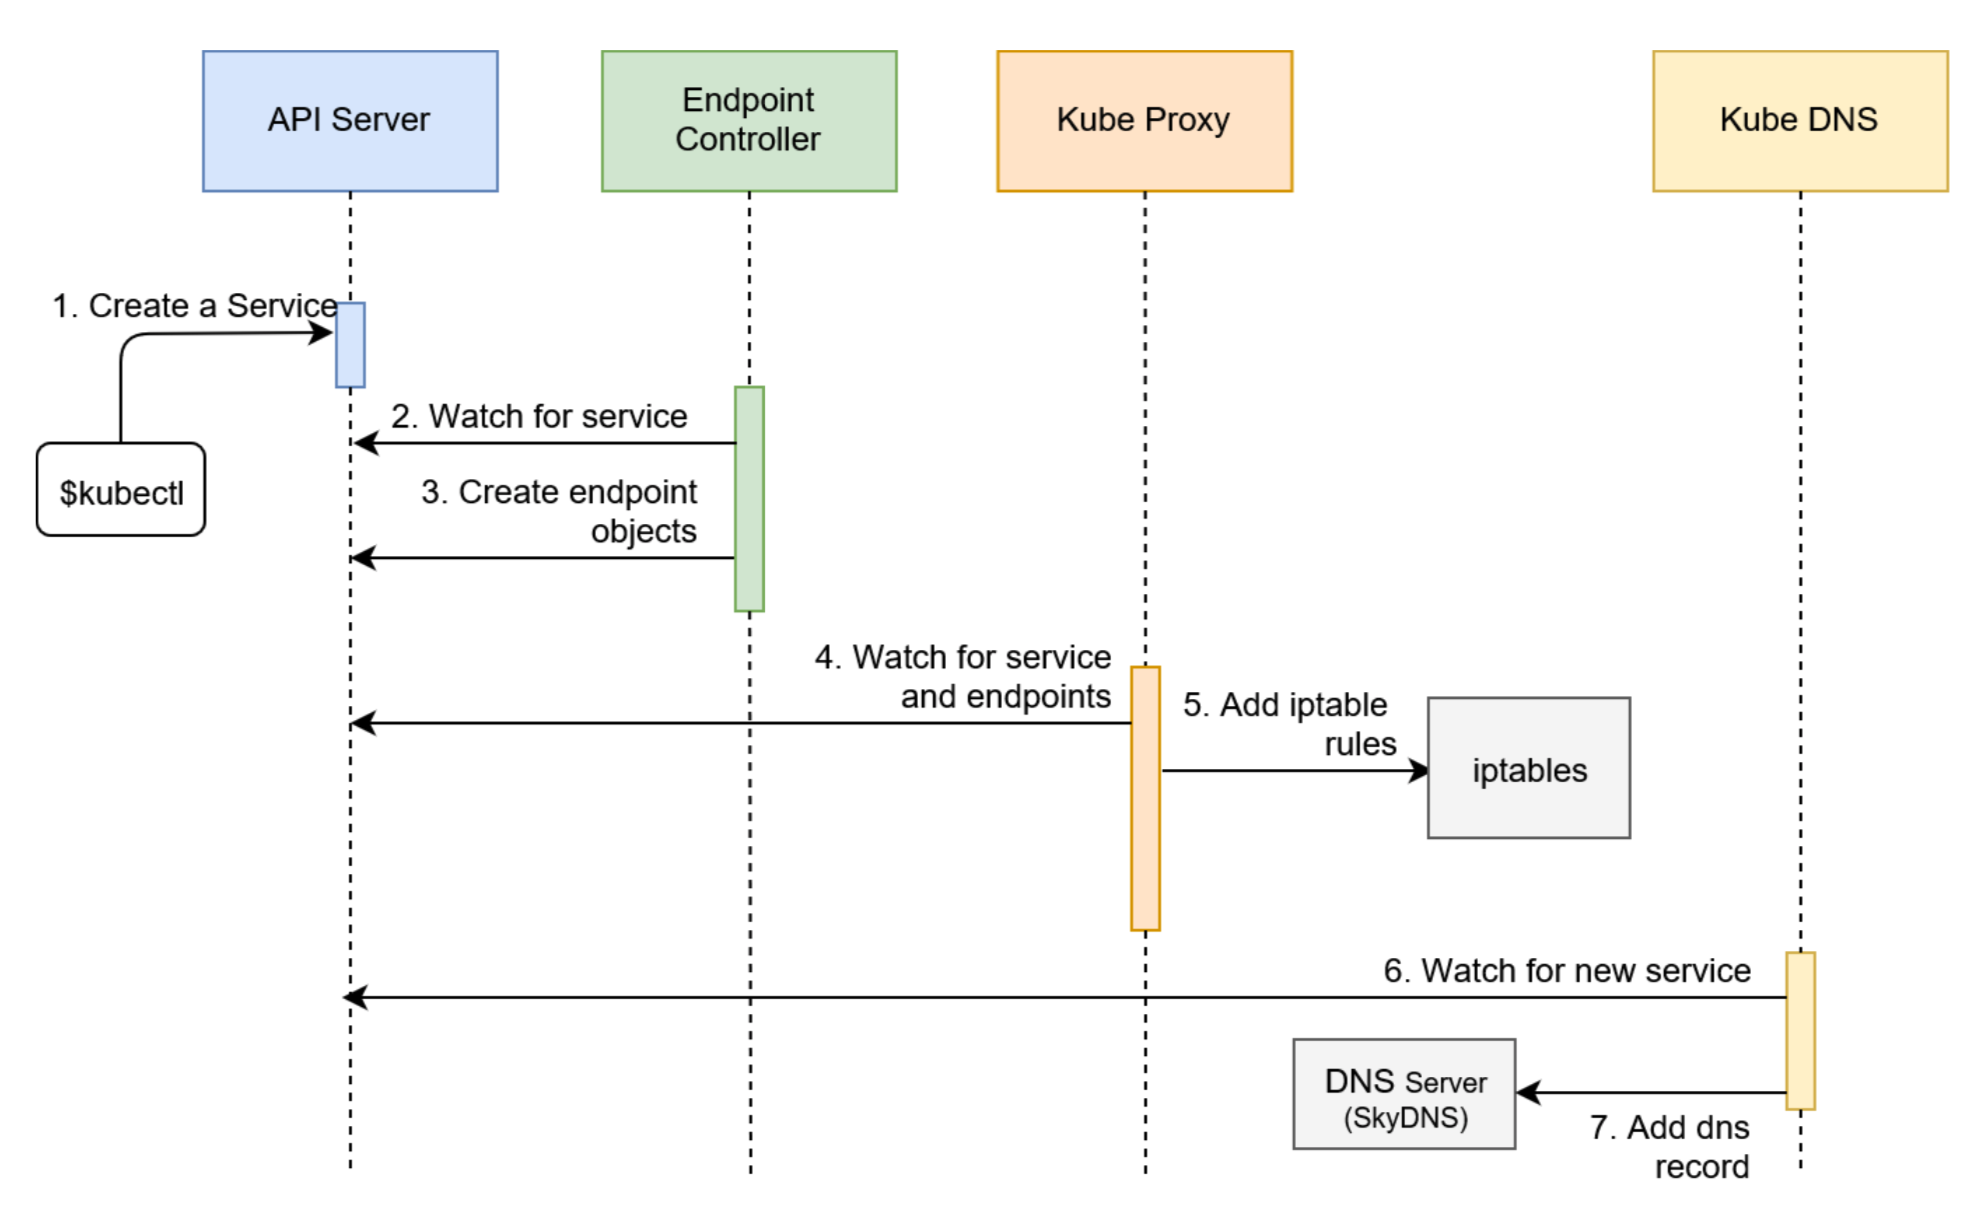 API Server
Endpoint
Controller
Kube Proxy
Kube DNS
1. Create a Service
$kubectl
2. Watch for service
3. Create endpoint
objects
4. Watch for service
and endpoints
5. Add iptable
rules
iptables
6. Watch for new service
DNS Server
(SkyDNS)
7. Add dns
record